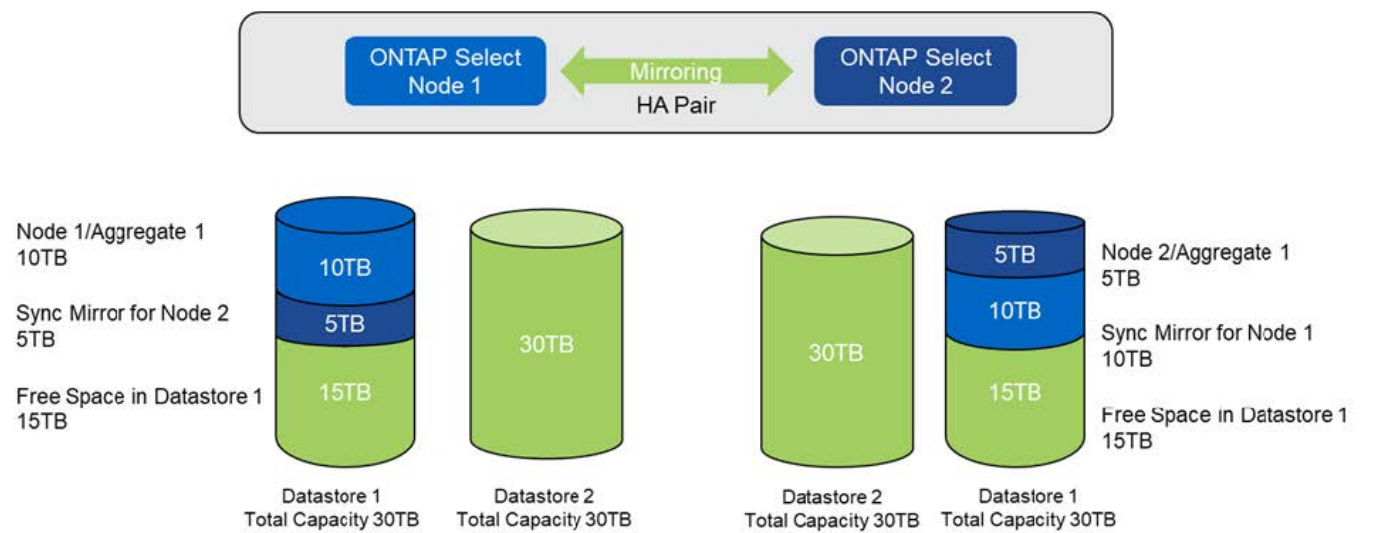 ONTAP Select
Node 1
Mirroring
HA Pair
ONTAP Select
Node 2
Node 1/Aggregate 1
10TB
Sync Mirror for Node 2
5TB
Free Space in Datastore 1
15TB
10TB
5TB
15TB
Datastore 1
Total Capacity 30TB
30TB
Datastore 2
Total Capacity 30TB
30TB
Datastore 2
Total Capacity 30TB
5TB
10TB
15TB
Datastore 1
Total Capacity 30TB
Node 2/Aggregate 1
5TB
Sync Mirror for Node 1
10TB
Free Space in Datastore 1
15TB